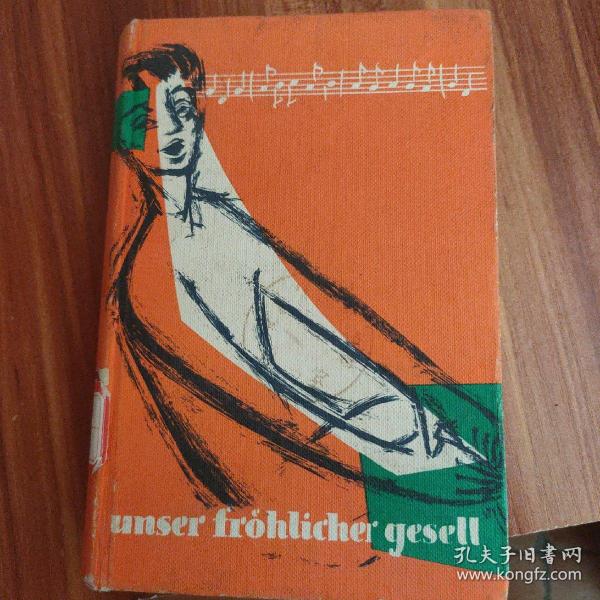 unser fröhlicher gesell
孔夫子旧书网
www.kongfz.com